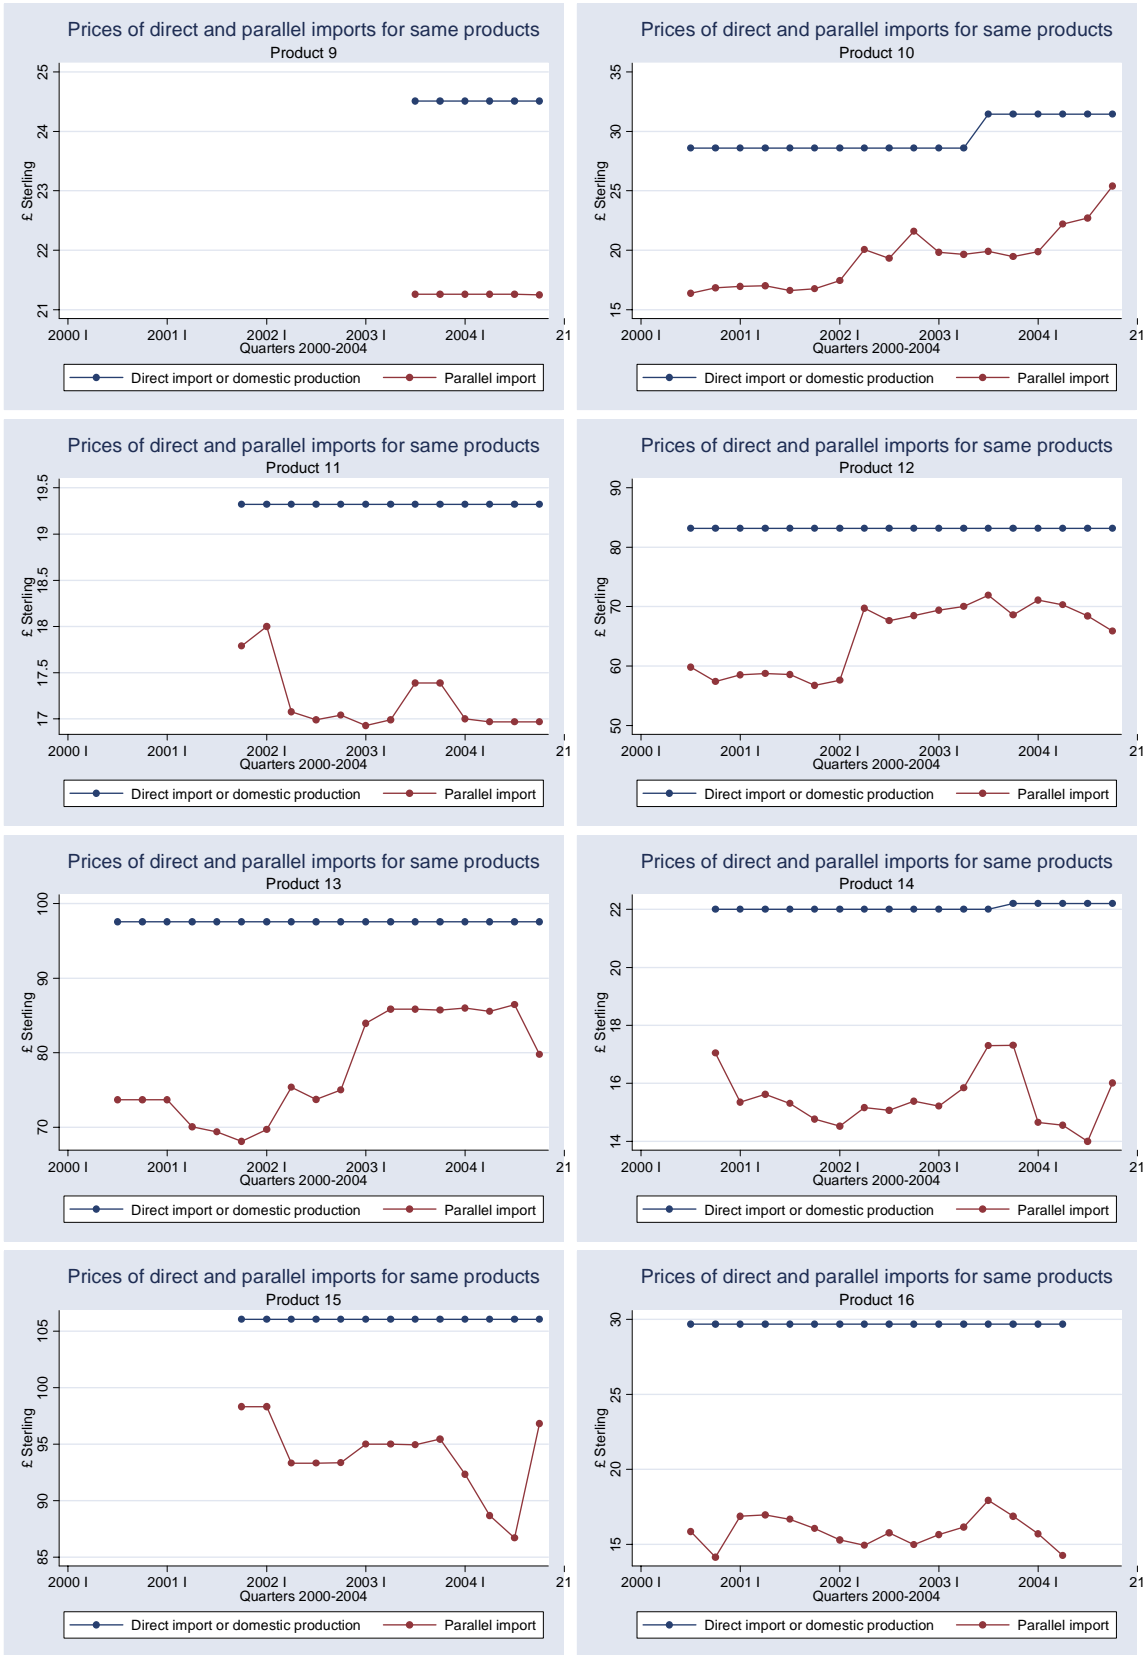 Prices of direct and parallel imports for same products
Product 9
25
24
23
22
21
£ Sterling
2000 I 2001 I 2002 I 2003 I 2004 I 21
Quarters 2000-2004
Direct import or domestic production Parallel import
Prices of direct and parallel imports for same products
Product 10
35
30
25
20
15
£ Sterling
2000 I 2001 I 2002 I 2003 I 2004 I 21
Quarters 2000-2004
Direct import or domestic production Parallel import
Prices of direct and parallel imports for same products
Product 11
19.5
19
18.5
18
17.5
17
£ Sterling
2000 I 2001 I 2002 I 2003 I 2004 I 21
Quarters 2000-2004
Direct import or domestic production Parallel import
Prices of direct and parallel imports for same products
Product 12
90
80
70
60
50
£ Sterling
2000 I 2001 I 2002 I 2003 I 2004 I 21
Quarters 2000-2004
Direct import or domestic production Parallel import
Prices of direct and parallel imports for same products
Product 13
100
90
80
70
£ Sterling
2000 I 2001 I 2002 I 2003 I 2004 I 21
Quarters 2000-2004
Direct import or domestic production Parallel import
Prices of direct and parallel imports for same products
Product 14
22
20
18
16
14
£ Sterling
2000 I 2001 I 2002 I 2003 I 2004 I 21
Quarters 2000-2004
Direct import or domestic production Parallel import
Prices of direct and parallel imports for same products
Product 15
105
100
95
90
85
£ Sterling
2000 I 2001 I 2002 I 2003 I 2004 I 21
Quarters 2000-2004
Direct import or domestic production Parallel import
Prices of direct and parallel imports for same products
Product 16
30
25
20
15
£ Sterling
2000 I 2001 I 2002 I 2003 I 2004 I 21
Quarters 2000-2004
Direct import or domestic production Parallel import